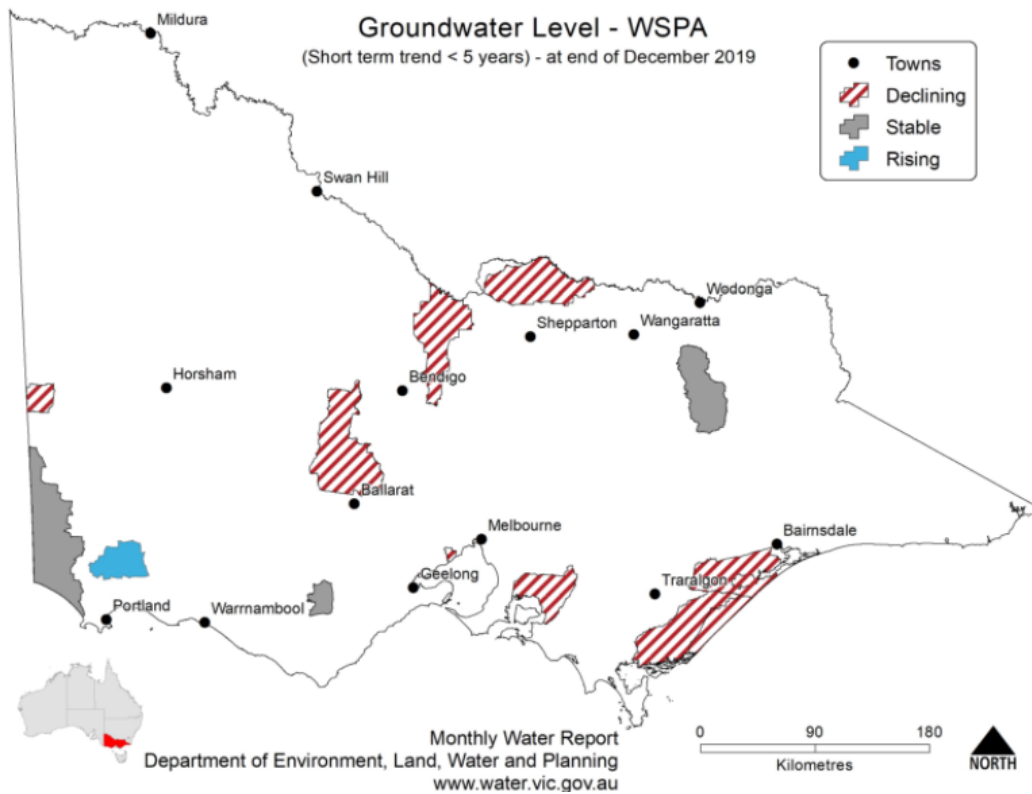 Groundwater Level - WSPA
(Short term trend < 5 years) - at end of December 2019
Towns
Declining
Stable
Rising
Mildura
Swan Hill
Wodonga
Shepparton
Wangaratta
Horsham
Bendigo
Ballarat
Melbourne
Bairnsdale
Geelong
Traralgon
Portland
Warrnambool
Monthly Water Report
Department of Environment, Land, Water and Planning
www.water.vic.gov.au
0 90 180
Kilometres
NORTH